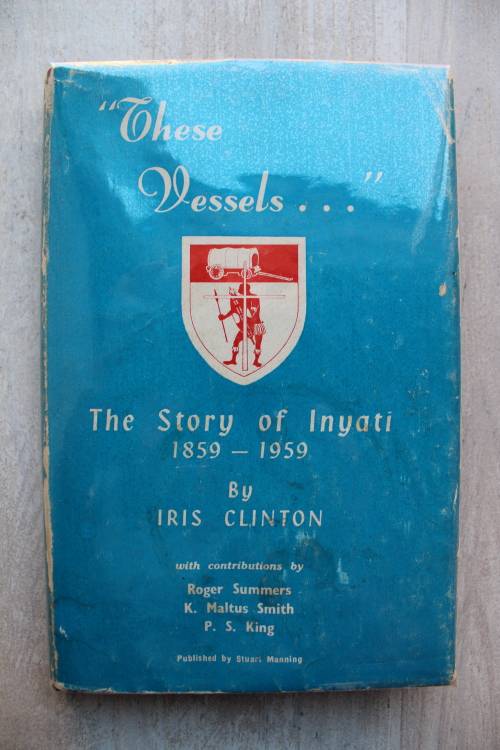 "These
Vessels . . ."
The Story of Inyati
1859 — 1959
By
IRIS CLINTON
with contributions by
Roger Summers
K. Maltus Smith
P. S. King
Published by Stuart Manning